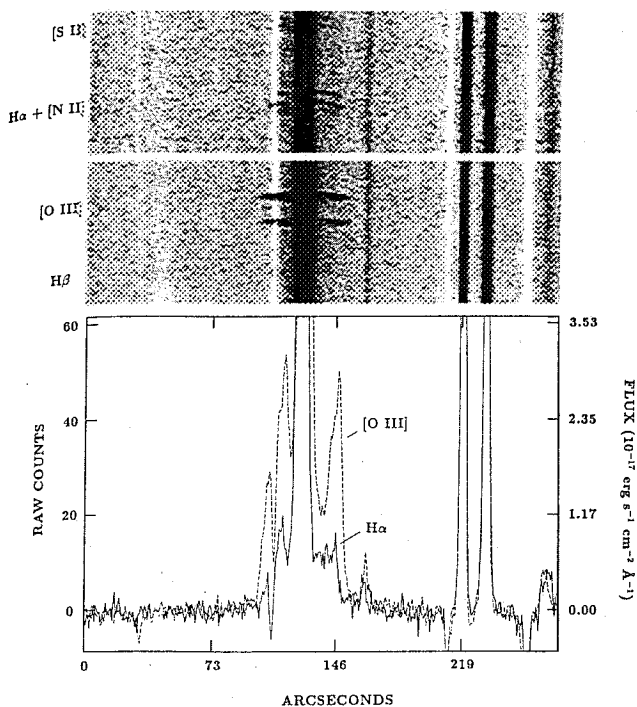 [S II]
Hα + [N II]
[O III]
Hβ
60
40
20
0
RAW COUNTS
3.53
2.35
1.17
0.00
FLUX (10⁻¹⁷ erg s⁻¹ cm⁻² Å⁻¹)
[O III]
Hα
0
73
146
219
ARCSECONDS